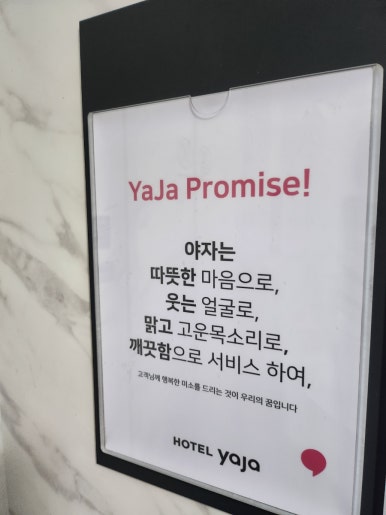 YaJa Promise!
야자는
따뜻한 마음으로,
웃는 얼굴로,
맑고 고운목소리로,
깨끗함으로 서비스 하여,
고객님께 행복한 미소를 드리는 것이 우리의 꿈입니다
HOTEL yaja